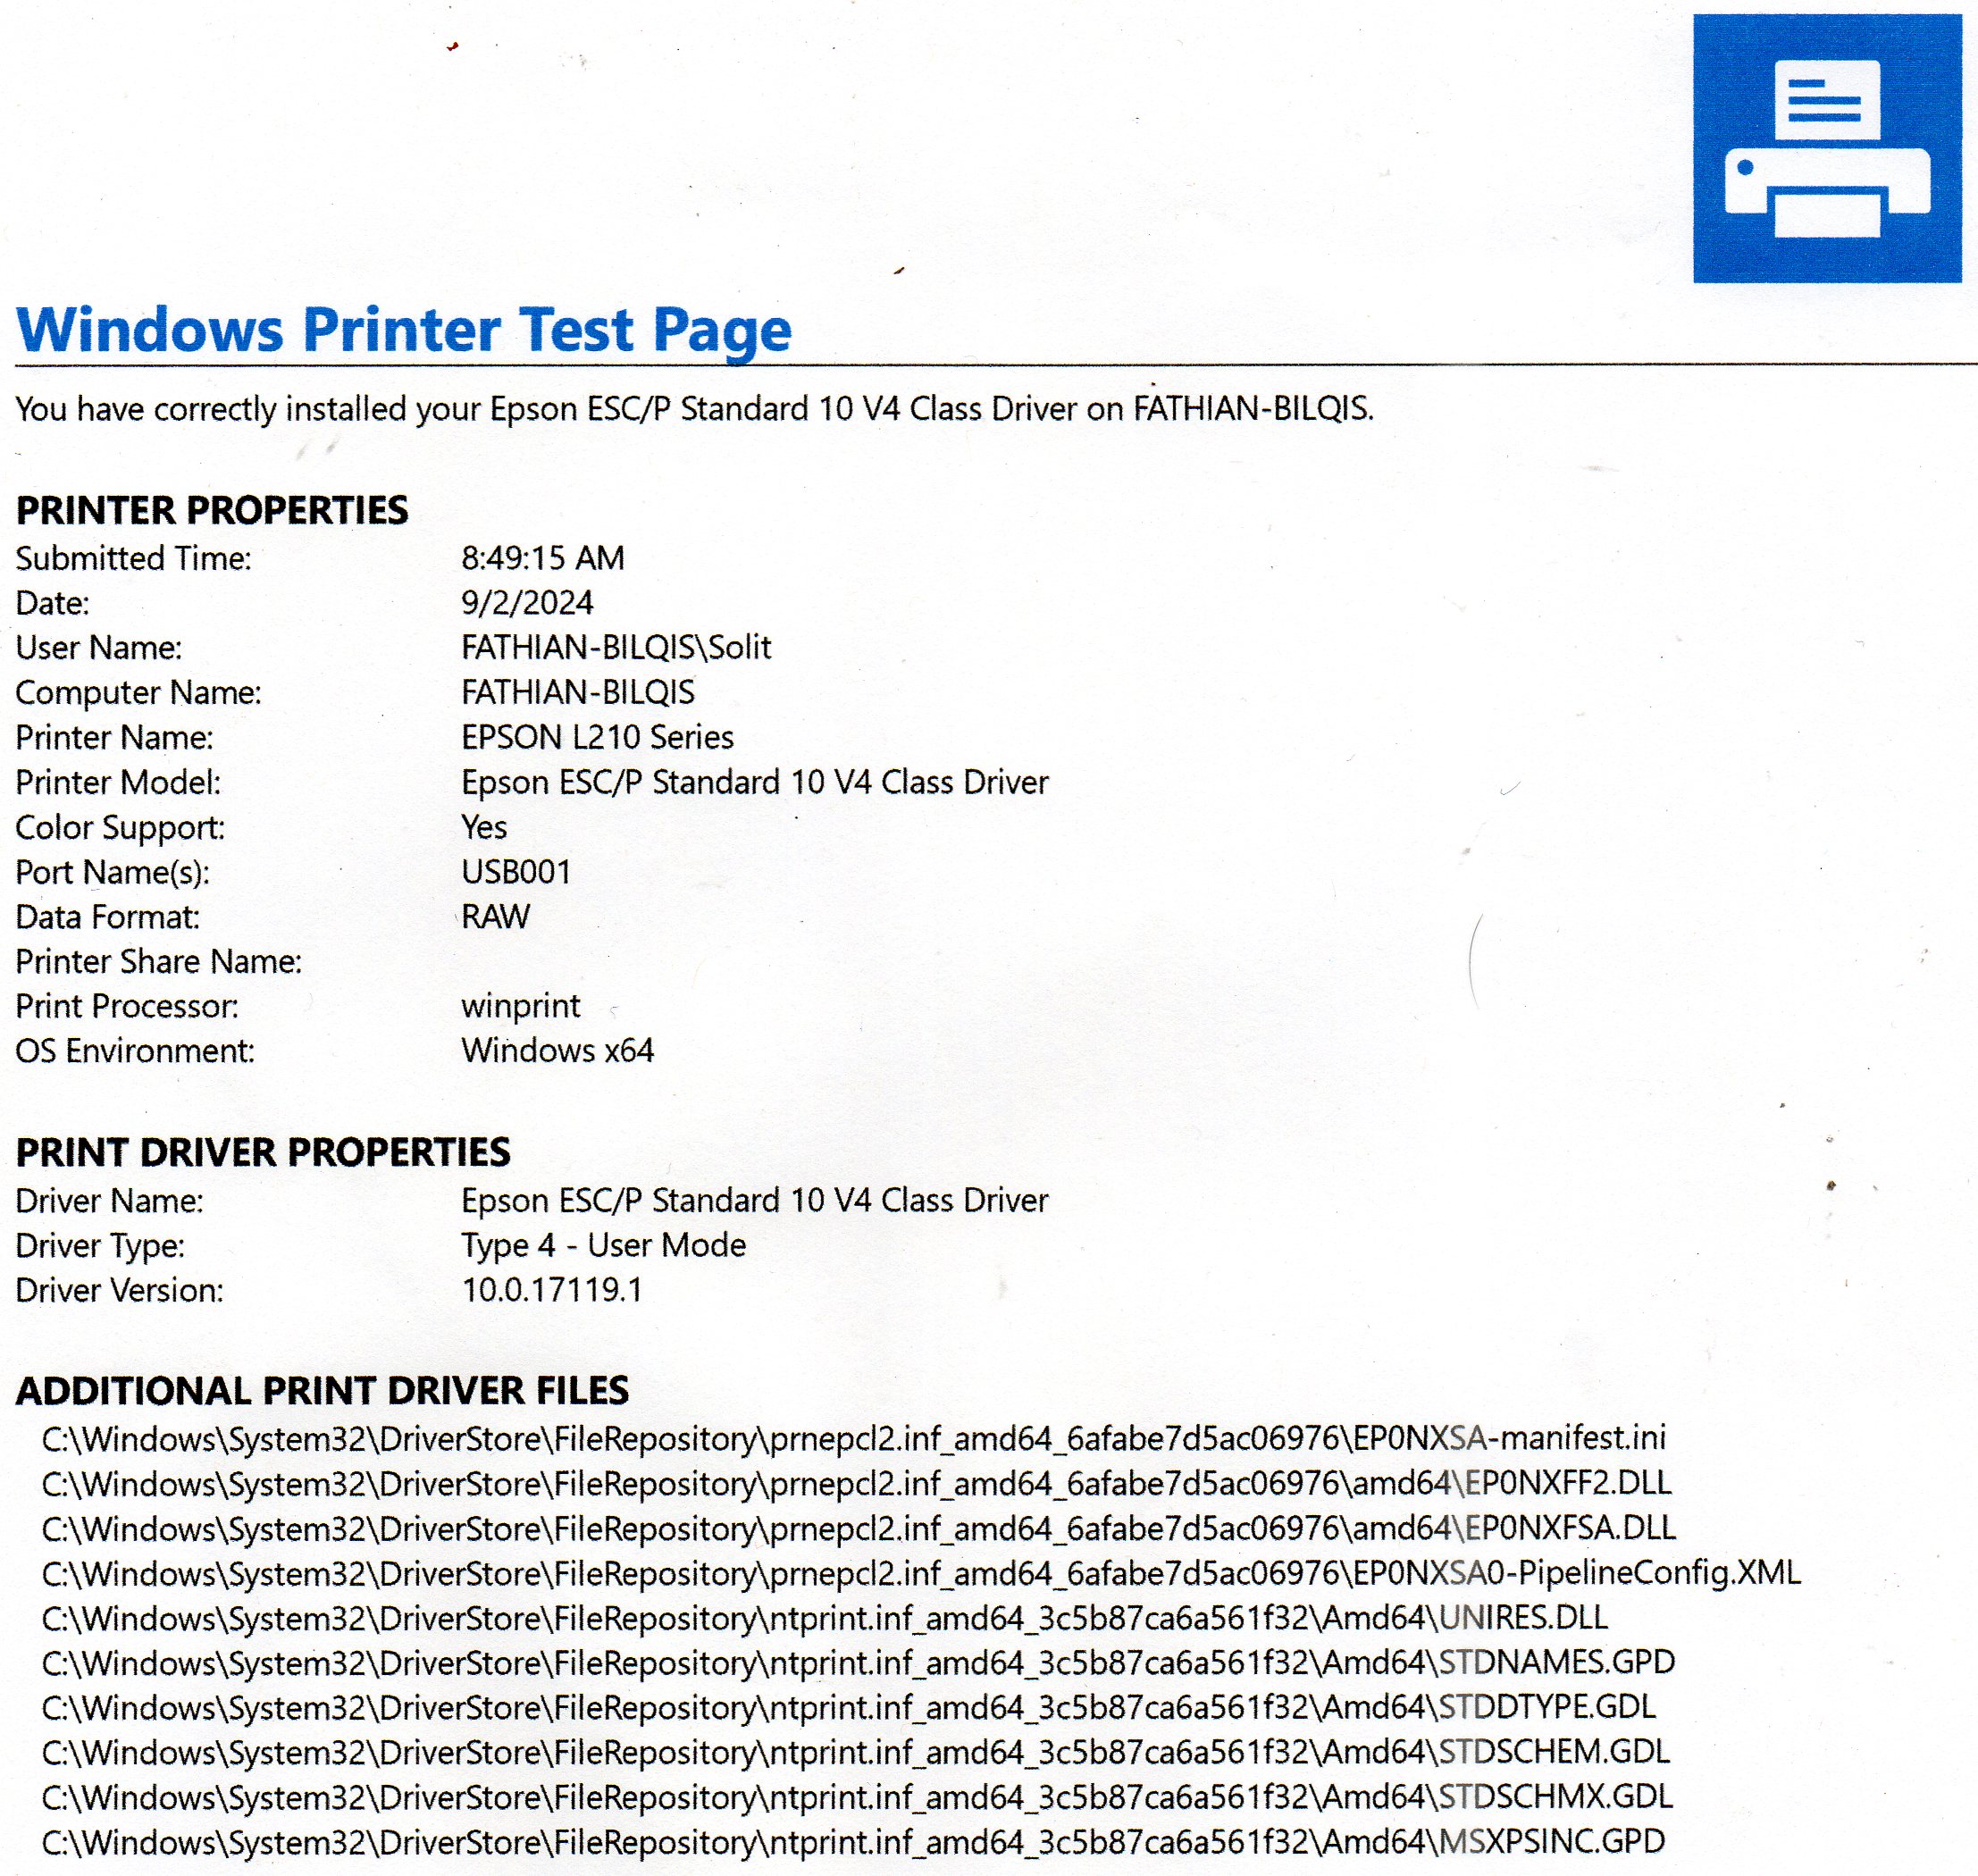 Windows Printer Test Page
You have correctly installed your Epson ESC/P Standard 10 V4 Class Driver on FATHIAN-BILQIS.
PRINTER PROPERTIES
Submitted Time: 8:49:15 AM
Date: 9/2/2024
User Name: FATHIAN-BILQIS\Solit
Computer Name: FATHIAN-BILQIS
Printer Name: EPSON L210 Series
Printer Model: Epson ESC/P Standard 10 V4 Class Driver
Color Support: Yes
Port Name(s): USB001
Data Format: RAW
Printer Share Name:
Print Processor: winprint
OS Environment: Windows x64
PRINT DRIVER PROPERTIES
Driver Name: Epson ESC/P Standard 10 V4 Class Driver
Driver Type: Type 4 - User Mode
Driver Version: 10.0.17119.1
ADDITIONAL PRINT DRIVER FILES
C:\Windows\System32\DriverStore\FileRepository\prnepcl2.inf_amd64_6afabe7d5ac06976\EP0NXSA-manifest.ini
C:\Windows\System32\DriverStore\FileRepository\prnepcl2.inf_amd64_6afabe7d5ac06976\amd64\EP0NXFF2.DLL
C:\Windows\System32\DriverStore\FileRepository\prnepcl2.inf_amd64_6afabe7d5ac06976\amd64\EP0NXFSA.DLL
C:\Windows\System32\DriverStore\FileRepository\prnepcl2.inf_amd64_6afabe7d5ac06976\EP0NXSA0-PipelineConfig.XML
C:\Windows\System32\DriverStore\FileRepository\ntprint.inf_amd64_3c5b87ca6a561f32\Amd64\UNIRES.DLL
C:\Windows\System32\DriverStore\FileRepository\ntprint.inf_amd64_3c5b87ca6a561f32\Amd64\STDNAMES.GPD
C:\Windows\System32\DriverStore\FileRepository\ntprint.inf_amd64_3c5b87ca6a561f32\Amd64\STDDTYPE.GDL
C:\Windows\System32\DriverStore\FileRepository\ntprint.inf_amd64_3c5b87ca6a561f32\Amd64\STDSCHEM.GDL
C:\Windows\System32\DriverStore\FileRepository\ntprint.inf_amd64_3c5b87ca6a561f32\Amd64\STDSCHMX.GDL
C:\Windows\System32\DriverStore\FileRepository\ntprint.inf_amd64_3c5b87ca6a561f32\Amd64\MSXPSINC.GPD